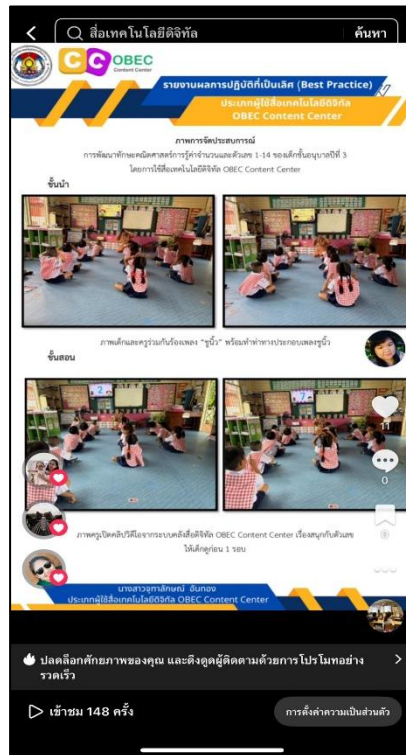 สื่อเทคโนโลยีดิจิทัล
ค้นหา
OBEC
Content Center
รายงานผลการปฏิบัติที่เป็นเลิศ (Best Practice)
ประเภทผู้ใช้สื่อเทคโนโลยีดิจิทัล
OBEC Content Center
ภาพการจัดประสบการณ์
การพัฒนาทักษะคณิตศาสตร์การรู้ค่าจำนวนและตัวเลข 1-14 ของเด็กชั้นอนุบาลปีที่ 3
โดยการใช้สื่อเทคโนโลยีดิจิทัล OBEC Content Center
ขั้นนำ
ภาพเด็กและครูร่วมกันร้องเพลง "ชูนิ้ว" พร้อมทำท่าทางประกอบเพลงชูนิ้ว
ขั้นสอน
11
2
7
0
ภาพครูเปิดคลิปวิดีโอจากระบบคลังสื่อดิจิทัล OBEC Content Center เรื่องสนุกกับตัวเลข
ให้เด็กดูก่อน 1 รอบ
นางสาวจุฑาลักษณ์ อันทอง
ประเภทผู้ใช้สื่อเทคโนโลยีดิจิทัล OBEC Content Center
ปลดล็อกศักยภาพของคุณ และดึงดูดผู้ติดตามด้วยการโปรโมทอย่าง
รวดเร็ว
เข้าชม 148 ครั้ง
การตั้งค่าความเป็นส่วนตัว